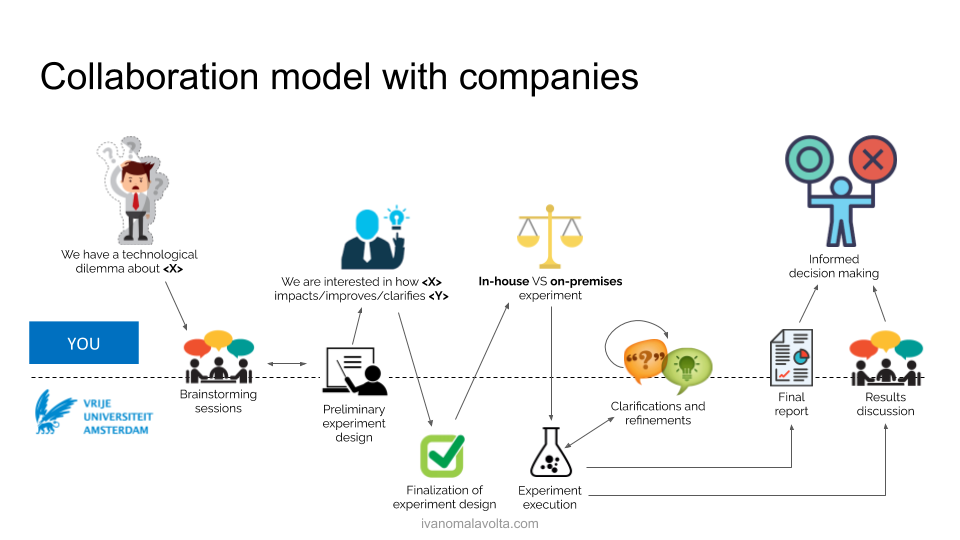 Collaboration model with companies
We have a technological
dilemma about <X>
We are interested in how <X>
impacts/improves/clarifies <Y>
In-house VS on-premises
experiment
Informed
decision making
YOU
VRIJE
UNIVERSITEIT
AMSTERDAM
Brainstorming
sessions
Preliminary
experiment
design
“?”
Clarifications and
refinements
Final
report
Results
discussion
Finalization of
experiment design
Experiment
execution
ivanomalavolta.com